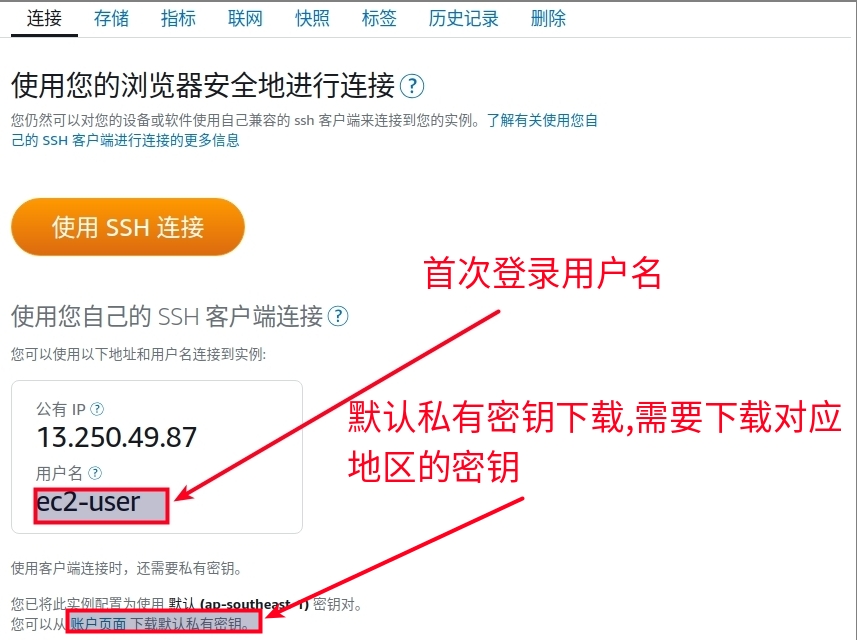 连接 存储 指标 联网 快照 标签 历史记录 删除
使用您的浏览器安全地进行连接 ?
您仍然可以对您的设备或软件使用自己兼容的 ssh 客户端来连接到您的实例。了解有关使用您自
己的 SSH 客户端进行连接的更多信息
使用 SSH 连接
首次登录用户名
使用您自己的 SSH 客户端连接 ?
您可以使用以下地址和用户名连接到实例:
公有 IP ?
13.250.49.87
默认私有密钥下载,需要下载对应
地区的密钥
用户名 ?
ec2-user
使用客户端连接时，还需要私有密钥。
您已将此实例配置为使用 默认 (ap-southeast-1) 密钥对。
您可以从 账户页面 下载默认私有密钥。